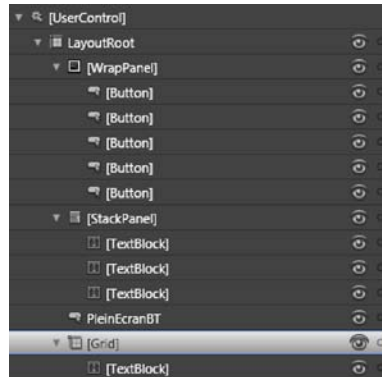 [UserControl]
LayoutRoot
[WrapPanel]
[Button]
[Button]
[Button]
[Button]
[Button]
[StackPanel]
[TextBlock]
[TextBlock]
[TextBlock]
PleinEcranBT
[Grid]
[TextBlock]